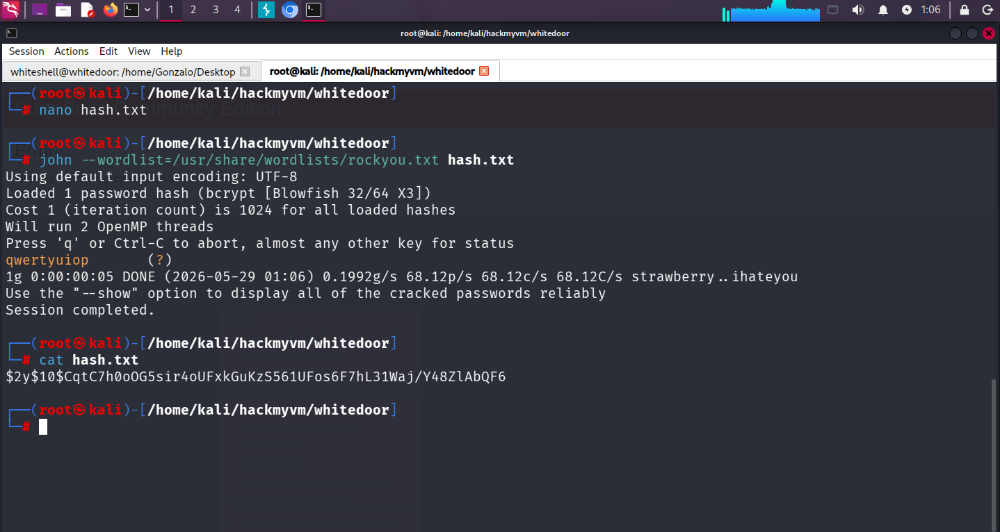 1 2 3 4 1:06
root@kali: /home/kali/hackmyvm/whitedoor
Session Actions Edit View Help
whiteshell@whitedoor: /home/Gonzalo/Desktop root@kali: /home/kali/hackmyvm/whitedoor
┌──(root㉿kali)-[/home/kali/hackmyvm/whitedoor]
└─# nano hash.txt
┌──(root㉿kali)-[/home/kali/hackmyvm/whitedoor]
└─# john --wordlist=/usr/share/wordlists/rockyou.txt hash.txt
Using default input encoding: UTF-8
Loaded 1 password hash (bcrypt [Blowfish 32/64 X3])
Cost 1 (iteration count) is 1024 for all loaded hashes
Will run 2 OpenMP threads
Press 'q' or Ctrl-C to abort, almost any other key for status
qwertyuiop       (?)
1g 0:00:00:05 DONE (2026-05-29 01:06) 0.1992g/s 68.12p/s 68.12c/s 68.12C/s strawberry..ihateyou
Use the "--show" option to display all of the cracked passwords reliably
Session completed.
┌──(root㉿kali)-[/home/kali/hackmyvm/whitedoor]
└─# cat hash.txt
$2y$10$CqtC7h0oOG5sir4oUFxkGuKzS561UFos6F7hL31Waj/Y48ZlAbQF6
┌──(root㉿kali)-[/home/kali/hackmyvm/whitedoor]
└─#